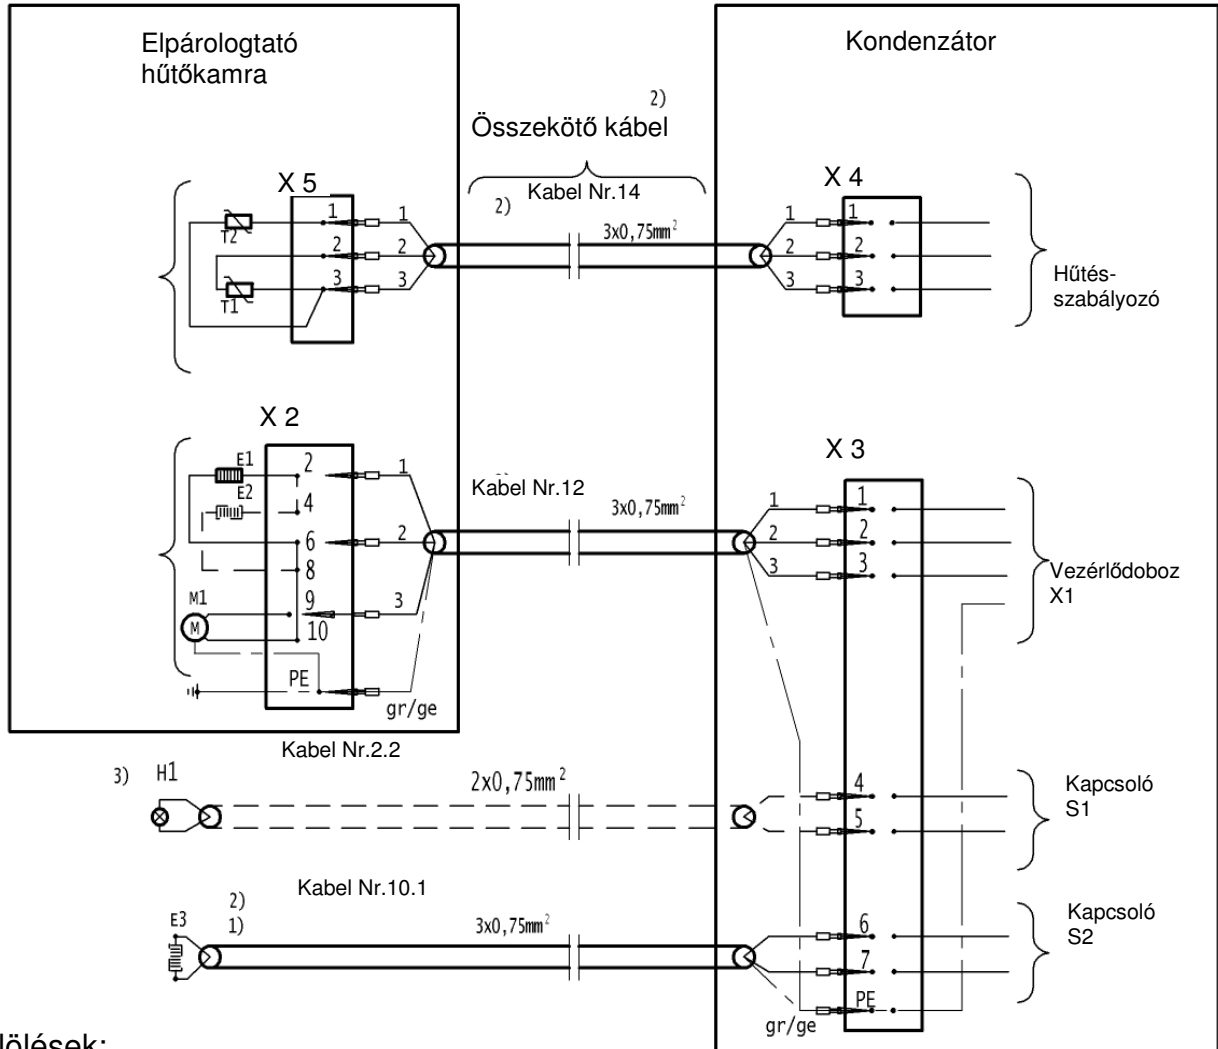 Elpárologtató
hűtőkamra
Kondenzátor
2)
Összekötő kábel
X 5
Kabel Nr.14
X 4
2)
3x0,75mm²
T2
T1
1
2
3
1
2
3
1
2
3
1
2
3
Hűtés-
szabályozó
X 2
X 3
E1
E2
2
4
6
8
9
10
PE
M1
M
1
2
3
gr/ge
Kabel Nr.12
3x0,75mm²
1
2
3
1
2
3
Vezérlődoboz
X1
Kabel Nr.2.2
3) H1
2x0,75mm²
4
5
Kapcsoló
S1
Kabel Nr.10.1
2)
1)
E3
3x0,75mm²
6
7
PE
gr/ge
Kapcsoló
S2
lölések: